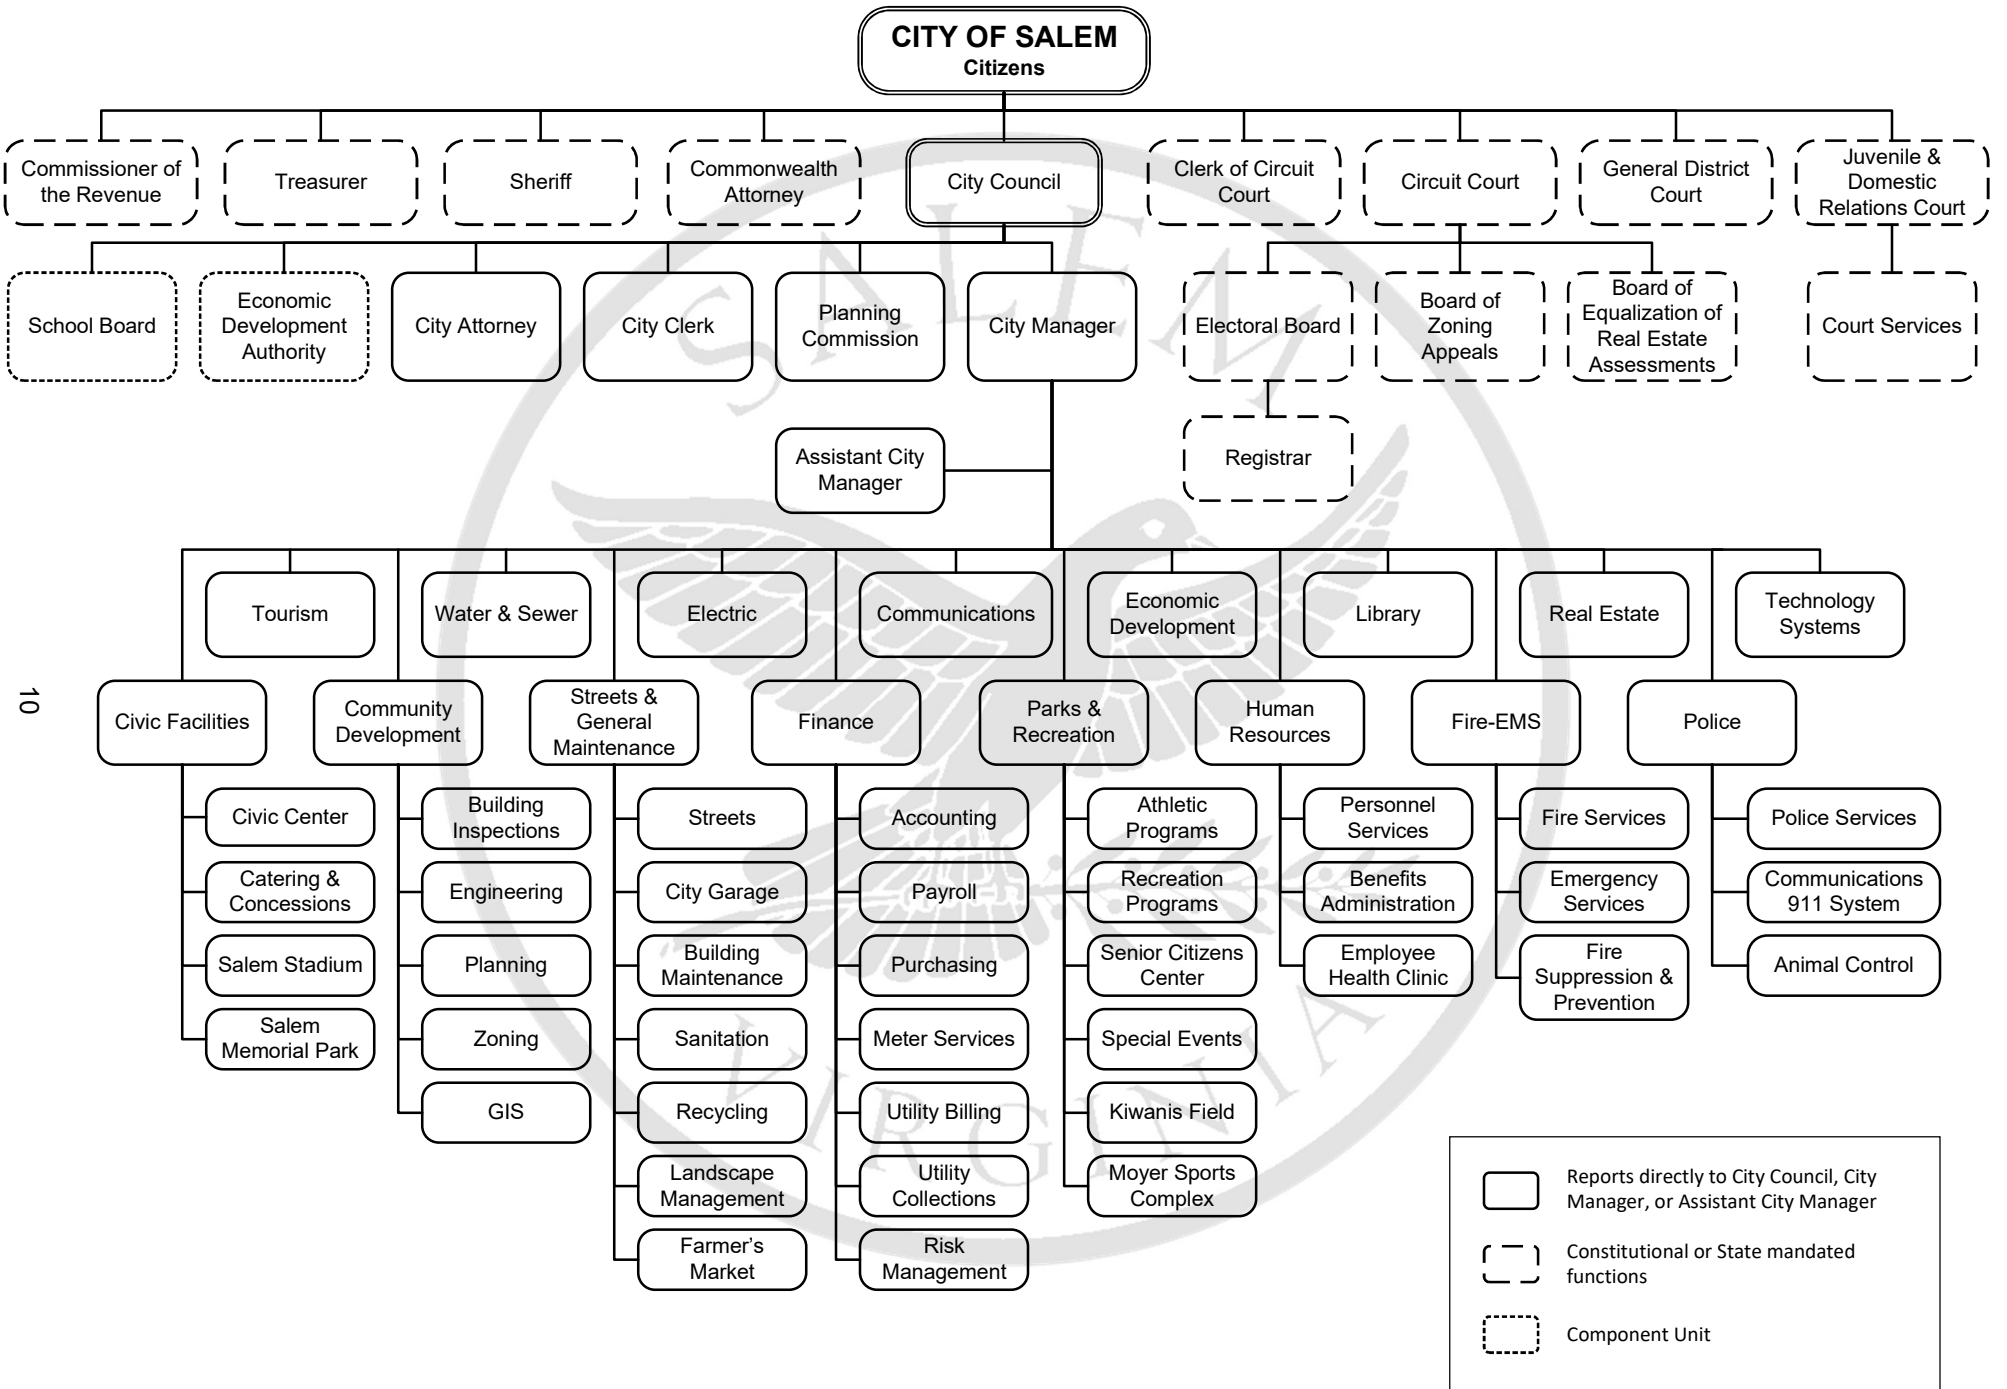 CITY OF SALEM
Citizens
Commissioner of
the Revenue
Treasurer
Sheriff
Commonwealth
Attorney
City Council
Clerk of Circuit
Court
Circuit Court
General District
Court
Juvenile &
Domestic
Relations Court
School Board
Economic
Development
Authority
City Attorney
City Clerk
Planning
Commission
City Manager
Electoral Board
Board of
Zoning
Appeals
Board of
Equalization of
Real Estate
Assessments
Court Services
Assistant City
Manager
Registrar
Tourism
Water & Sewer
Electric
Communications
Economic
Development
Library
Real Estate
Technology
Systems
Civic Facilities
Community
Development
Streets &
General
Maintenance
Finance
Parks &
Recreation
Human
Resources
Fire-EMS
Police
Civic Center
Catering &
Concessions
Salem Stadium
Salem
Memorial Park
Building
Inspections
Engineering
Planning
Zoning
GIS
Streets
City Garage
Building
Maintenance
Sanitation
Recycling
Landscape
Management
Farmer’s
Market
Accounting
Payroll
Purchasing
Meter Services
Utility Billing
Utility
Collections
Risk
Management
Athletic
Programs
Recreation
Programs
Senior Citizens
Center
Special Events
Kiwanis Field
Moyer Sports
Complex
Personnel
Services
Benefits
Administration
Employee
Health Clinic
Fire Services
Emergency
Services
Fire
Suppression &
Prevention
Police Services
Communications
911 System
Animal Control
Reports directly to City Council, City
Manager, or Assistant City Manager
Constitutional or State mandated
functions
Component Unit
10
SALEM
VIRGINIA